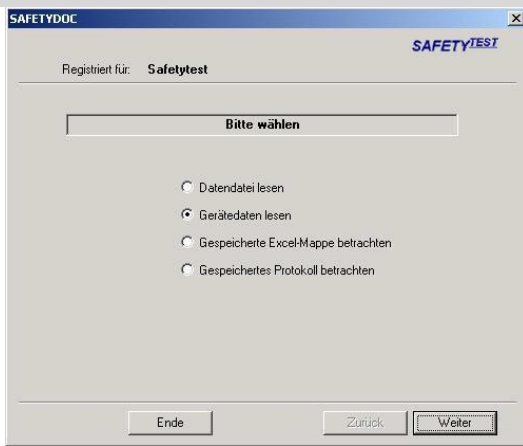 SAFETYDOC
SAFETYTEST
Registriert für: Safetytest
Bitte wählen
Datendatei lesen
Gerätedaten lesen
Gespeicherte Excel-Mappe betrachten
Gespeichertes Protokoll betrachten
Ende Zurück Weiter